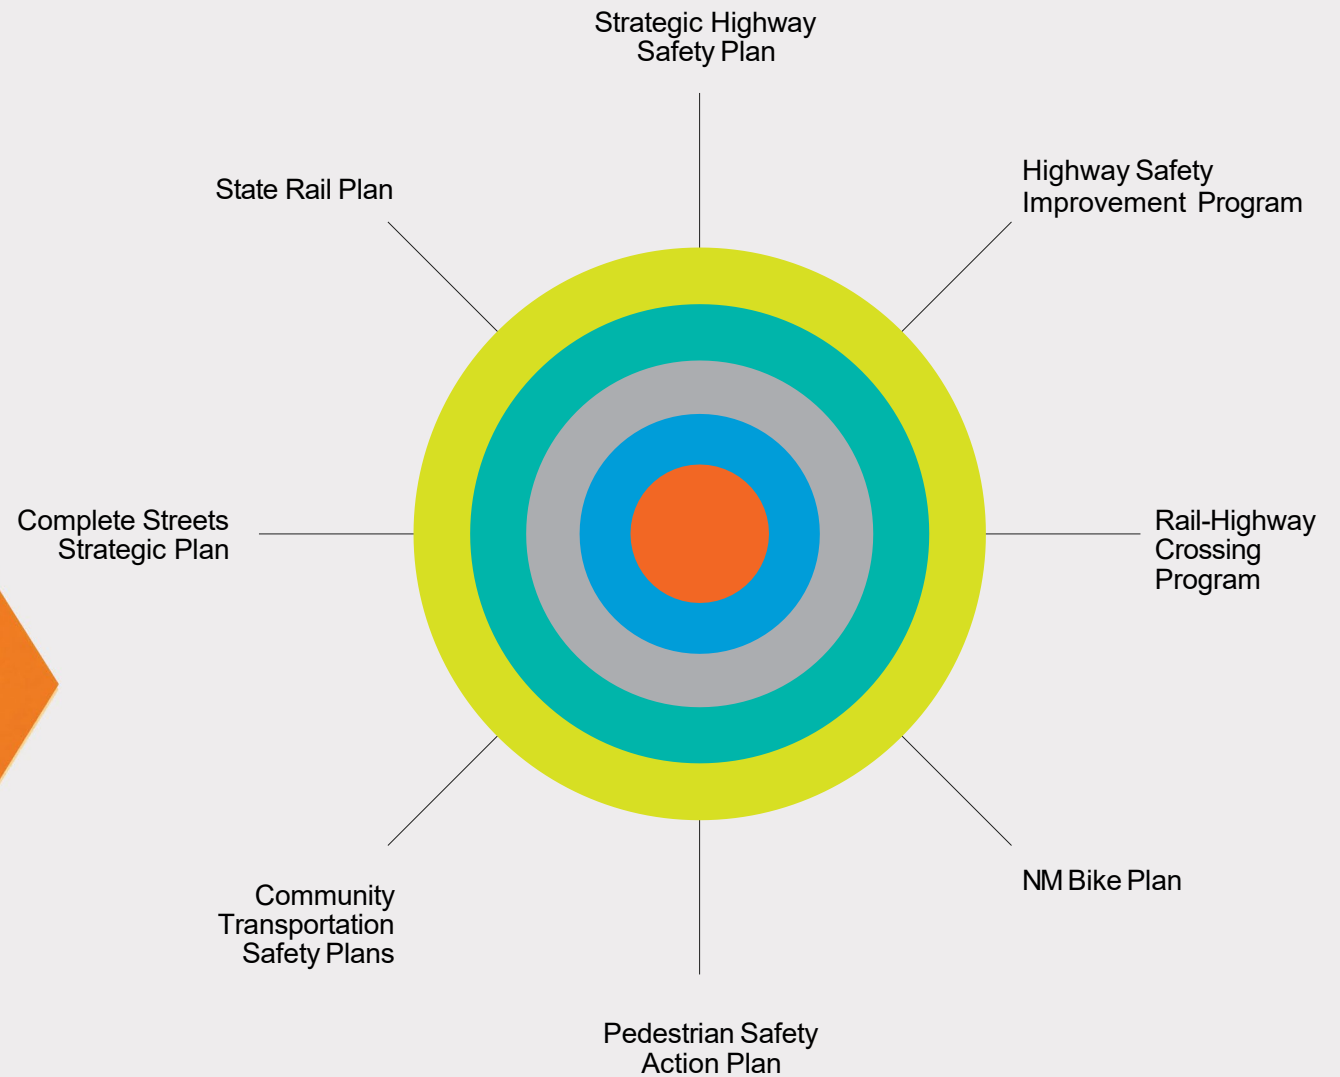 Strategic Highway
Safety Plan
State Rail Plan
Highway Safety
Improvement Program
Complete Streets
Strategic Plan
Rail-Highway
Crossing
Program
Community
Transportation
Safety Plans
NM Bike Plan
Pedestrian Safety
Action Plan